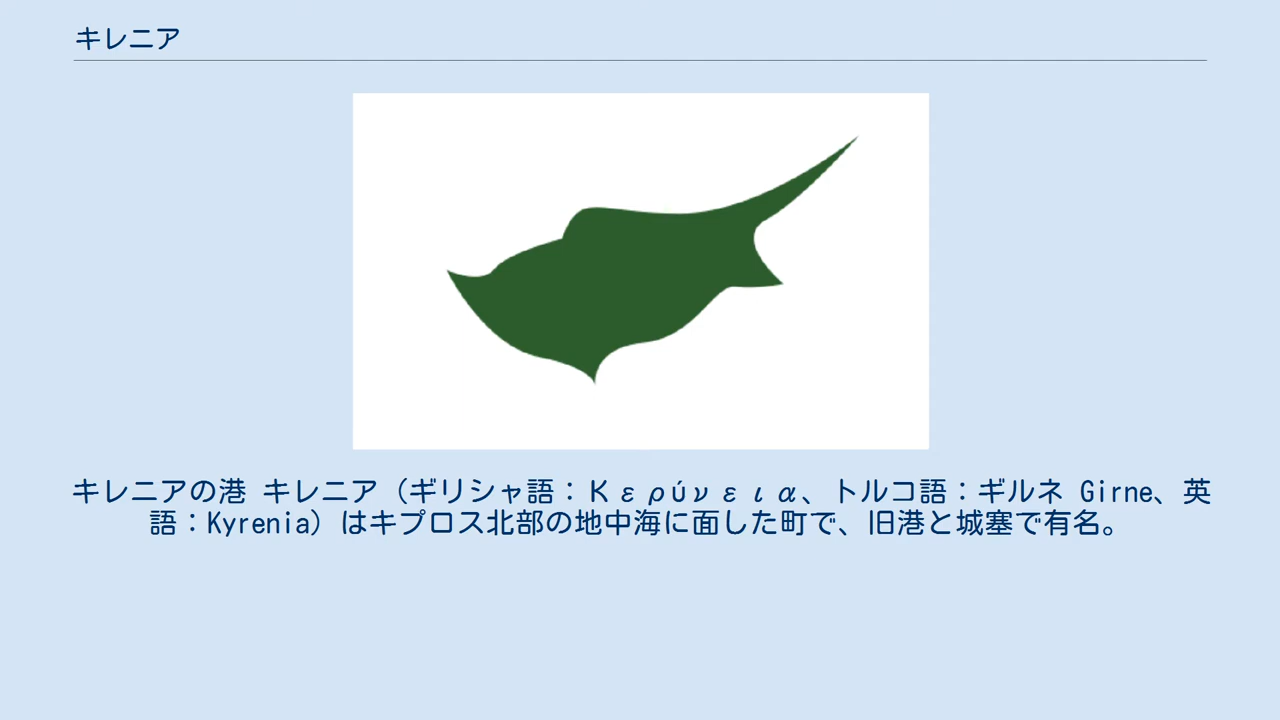 キレニア
キレニアの港 キレニア（ギリシャ語：Κερύνεια、トルコ語：ギルネ Girne、英
語：Kyrenia）はキプロス北部の地中海に面した町で、旧港と城塞で有名。